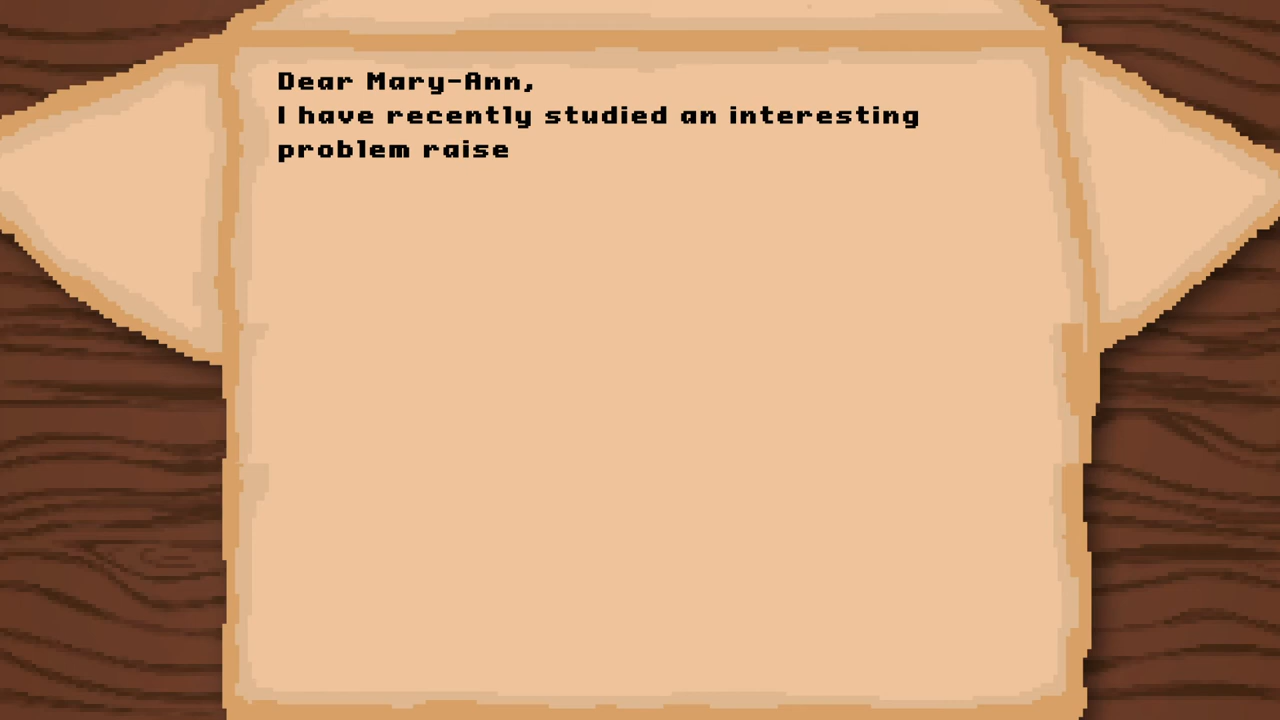 Dear Mary-Ann,
I have recently studied an interesting
problem raise